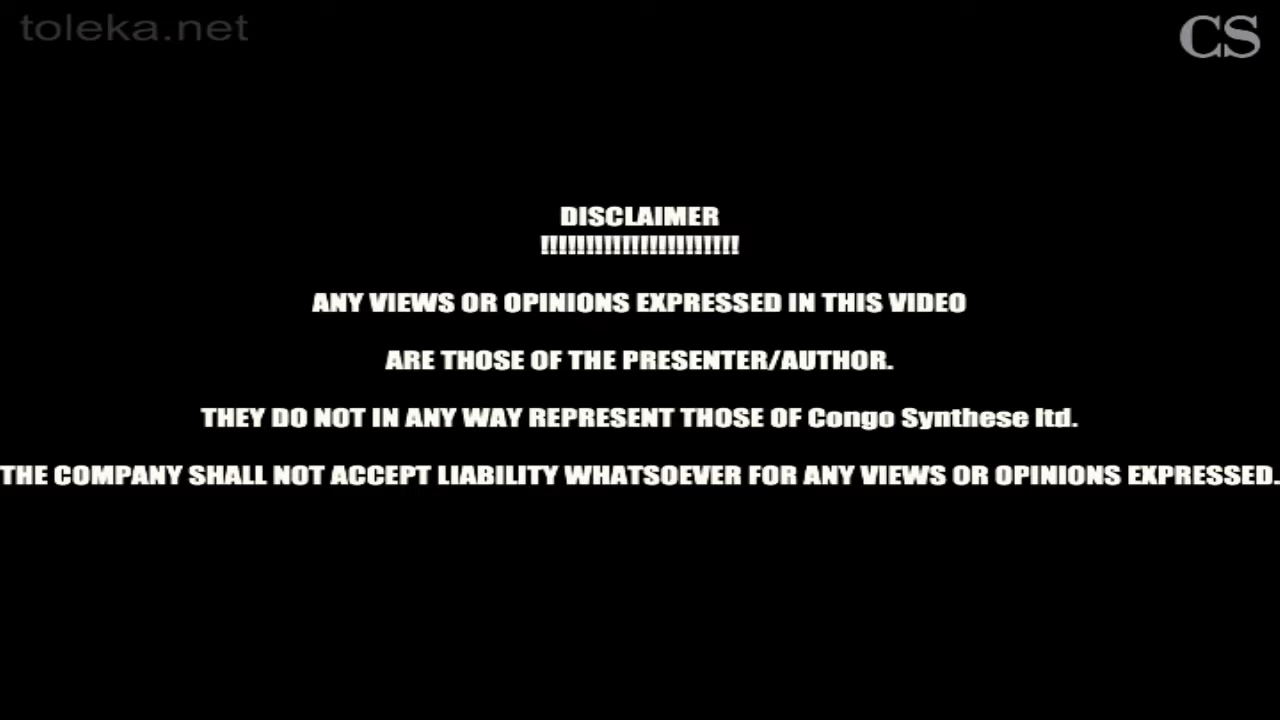 toleka.net
CS
DISCLAIMER
!!!!!!!!!!!!!!!!!!!!!!
ANY VIEWS OR OPINIONS EXPRESSED IN THIS VIDEO
ARE THOSE OF THE PRESENTER/AUTHOR.
THEY DO NOT IN ANY WAY REPRESENT THOSE OF Congo Synthese ltd.
THE COMPANY SHALL NOT ACCEPT LIABILITY WHATSOEVER FOR ANY VIEWS OR OPINIONS EXPRESSED.